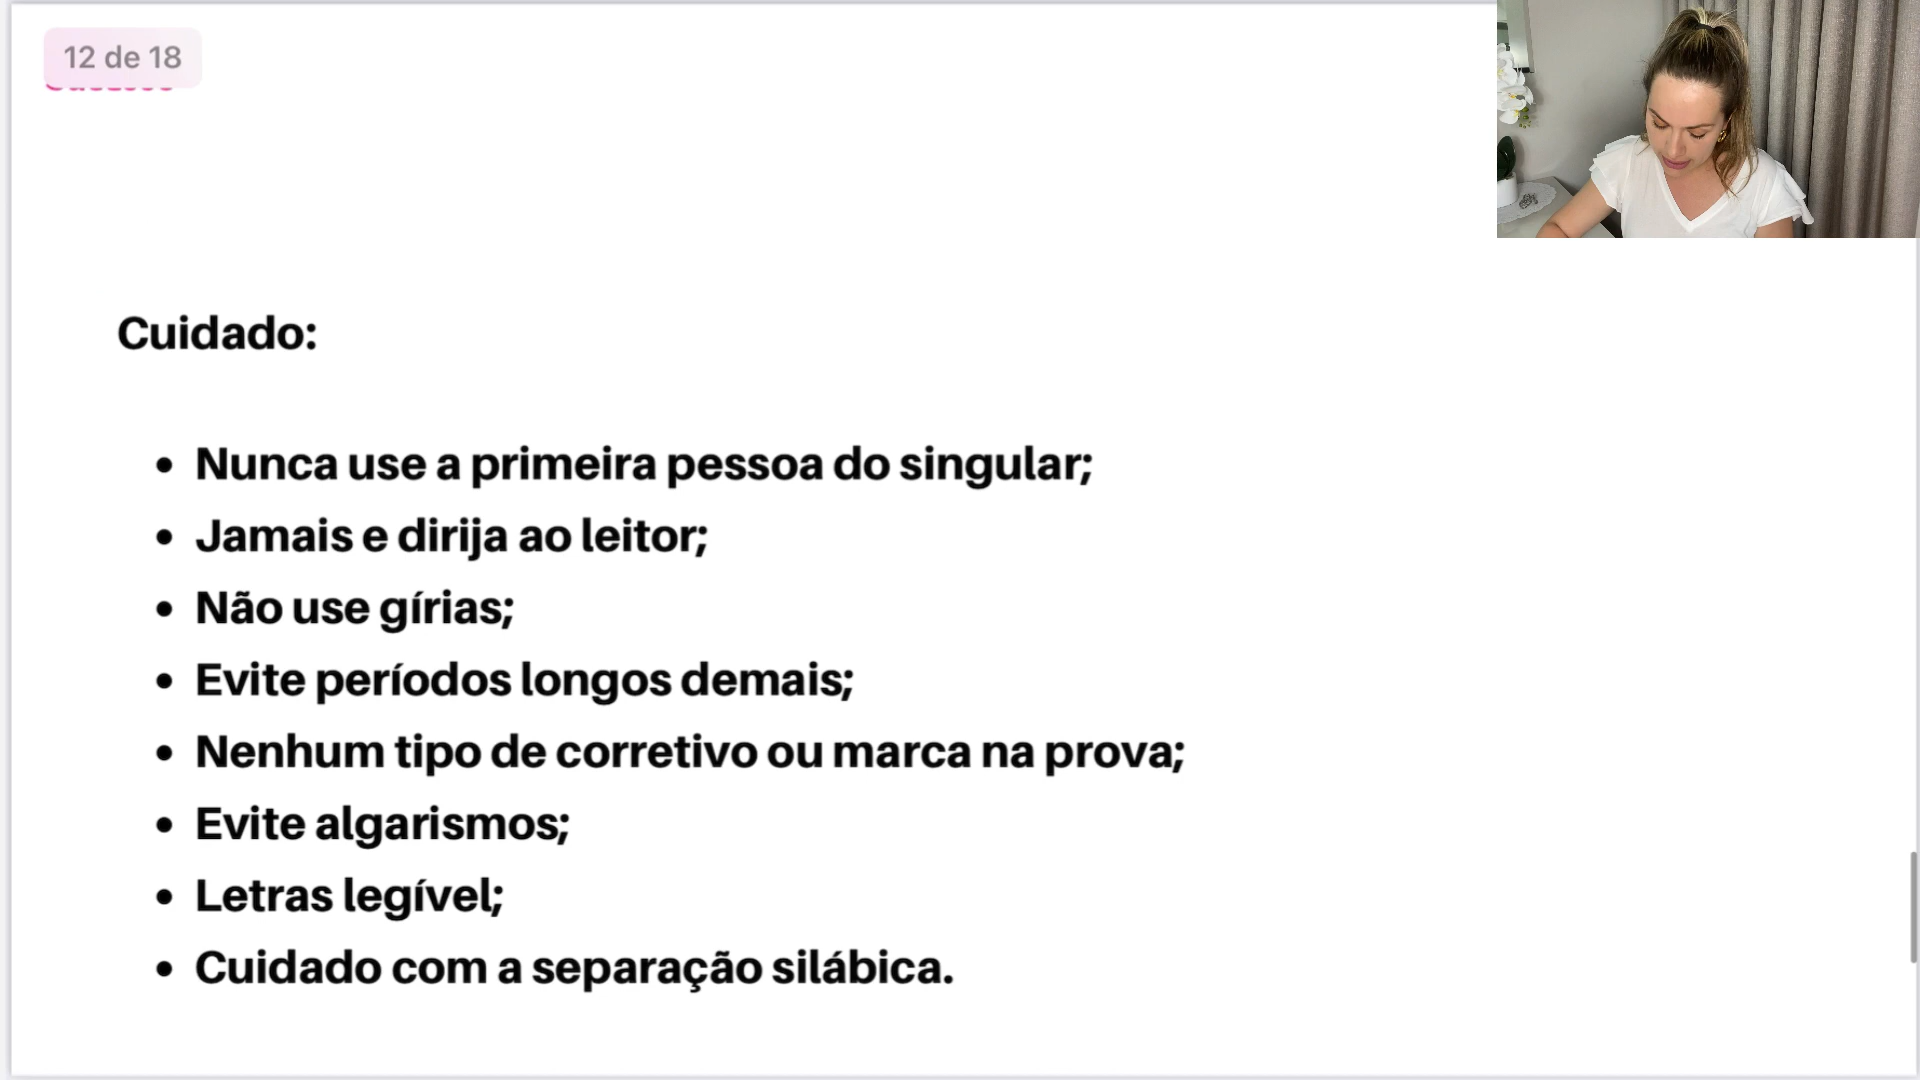 12 de 18
Cuidado:
• Nunca use a primeira pessoa do singular;
• Jamais e dirija ao leitor;
• Não use gírias;
• Evite períodos longos demais;
• Nenhum tipo de corretivo ou marca na prova;
• Evite algarismos;
• Letras legível;
• Cuidado com a separação silábica.